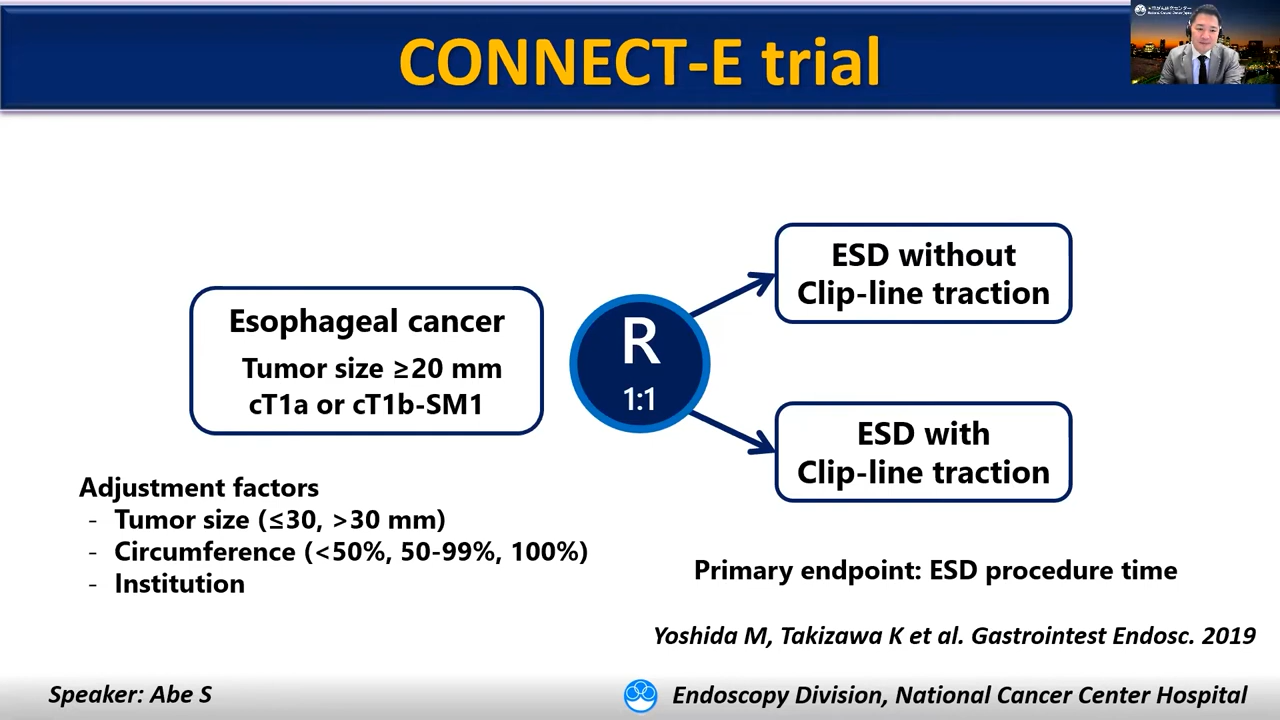 CONNECT-E trial
Esophageal cancer
Tumor size ≥20 mm
cT1a or cT1b-SM1
R
1:1
ESD without
Clip-line traction
ESD with
Clip-line traction
Adjustment factors
- Tumor size (≤30, >30 mm)
- Circumference (<50%, 50-99%, 100%)
- Institution
Primary endpoint: ESD procedure time
Yoshida M, Takizawa K et al. Gastrointest Endosc. 2019
Speaker: Abe S
Endoscopy Division, National Cancer Center Hospital